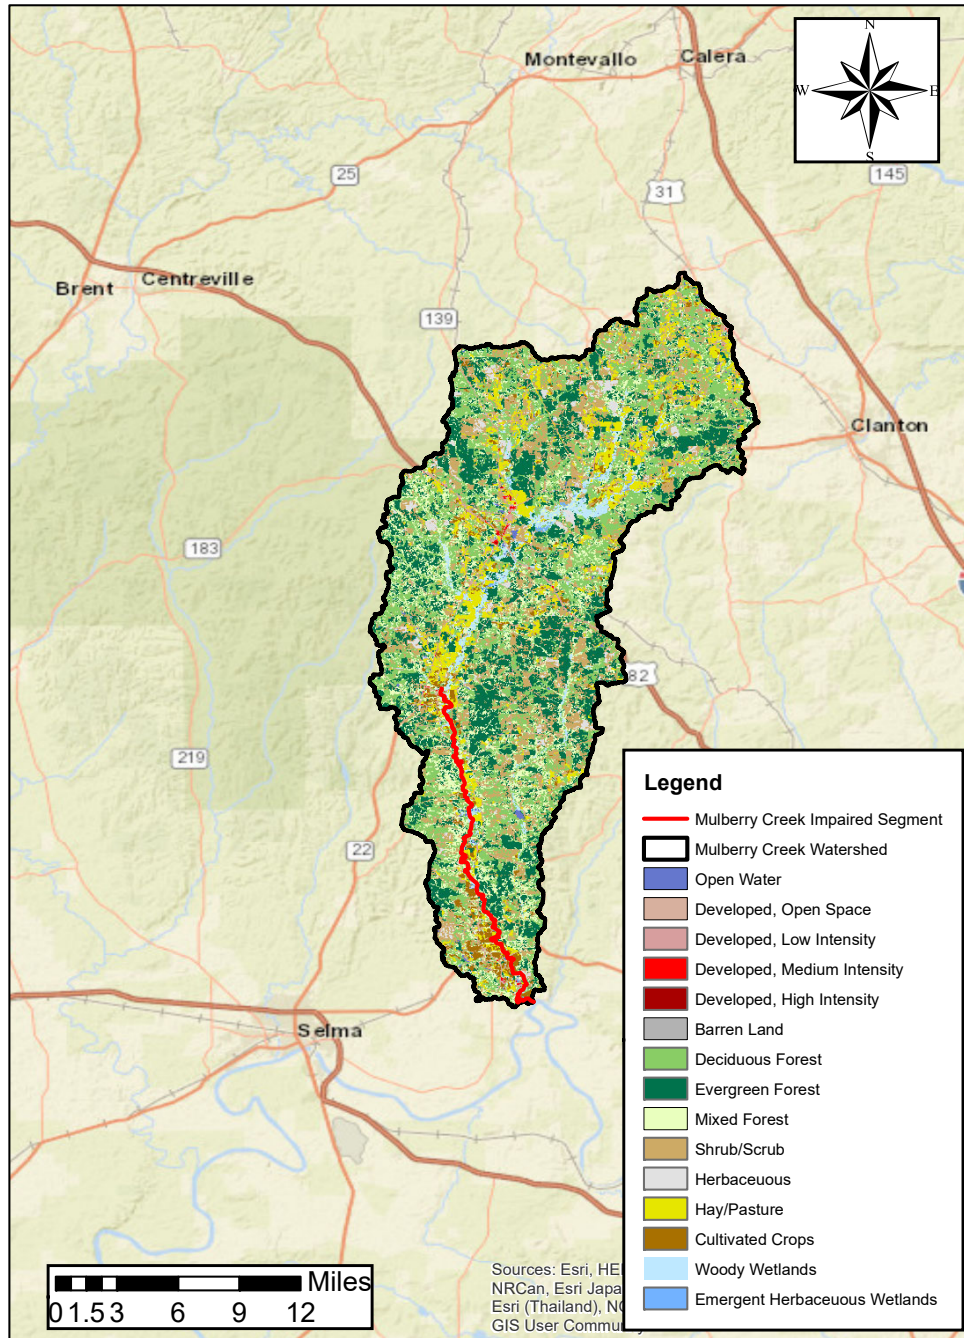 N
Montevallo
Calera
W
E
S
25
31
145
Centreville
Brent
139
Clanton
183
82
219
22
Selma
Legend
Mulberry Creek Impaired Segment
Mulberry Creek Watershed
Open Water
Developed, Open Space
Developed, Low Intensity
Developed, Medium Intensity
Developed, High Intensity
Barren Land
Deciduous Forest
Evergreen Forest
Mixed Forest
Shrub/Scrub
Herbaceuous
Hay/Pasture
Cultivated Crops
Woody Wetlands
Emergent Herbaceuous Wetlands
Miles
0 1.5 3 6 9 12
Sources: Esri, HE
NRCan, Esri Japa
Esri (Thailand), N
GIS User Commu